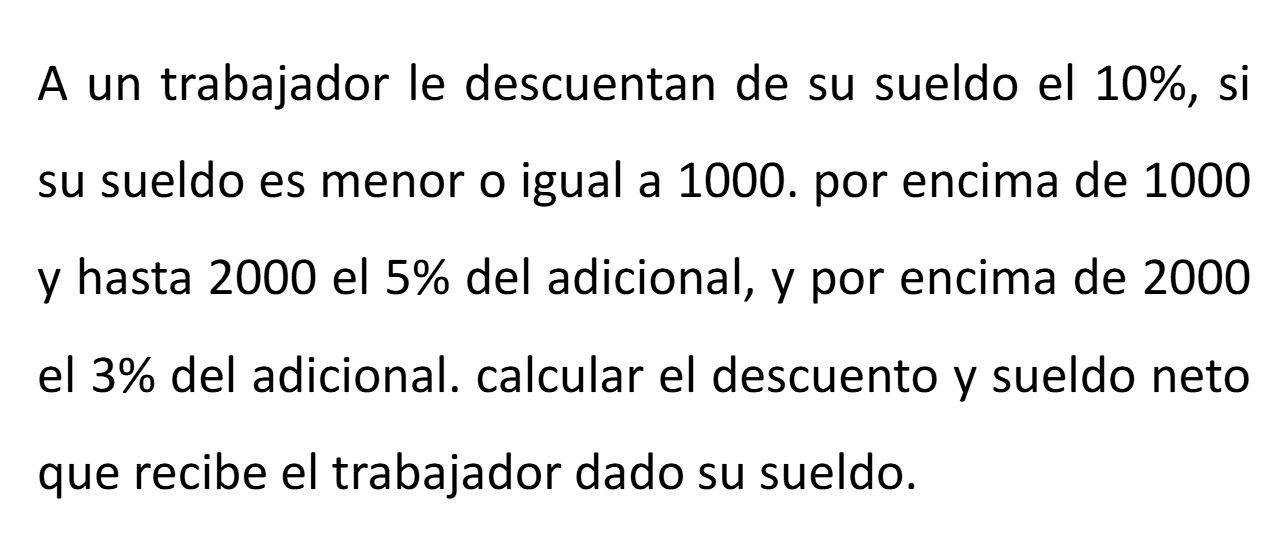 A un trabajador le descuentan de su sueldo el 10%, si
su sueldo es menor o igual a 1000. por encima de 1000
y hasta 2000 el 5% del adicional, y por encima de 2000
el 3% del adicional. calcular el descuento y sueldo neto
que recibe el trabajador dado su sueldo.